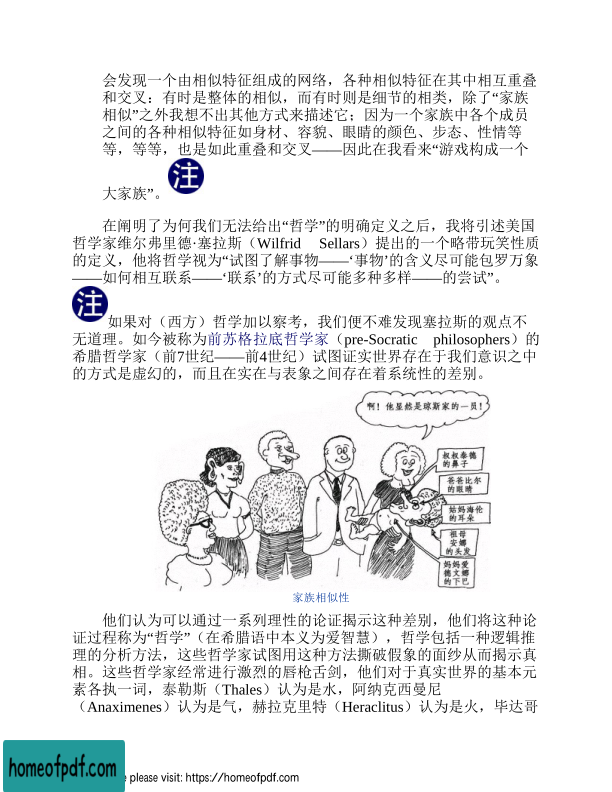 会发现一个由相似特征组成的网络，各种相似特征在其中相互重叠
和交叉：有时是整体的相似，而有时则是细节的相类，除了“家族
相似”之外我想不出其他方式来描述它；因为一个家族中各个成员
之间的各种相似特征如身材、容貌、眼睛的颜色、步态、性情等
等，等等，也是如此重叠和交叉——因此在我看来“游戏构成一个
大家族”。注
在阐明了为何我们无法给出“哲学”的明确定义之后，我将引述美国
哲学家维尔弗里德·塞拉斯（Wilfrid Sellars）提出的一个略带玩笑性质
的定义，他将哲学视为“试图了解事物——‘事物’的含义尽可能包罗万象
——如何相互联系——‘联系’的方式尽可能多种多样——的尝试”。
注 如果对（西方）哲学加以察考，我们便不难发现塞拉斯的观点不
无道理。如今被称为前苏格拉底哲学家（pre-Socratic philosophers）的
希腊哲学家（前7世纪——前4世纪）试图证实世界存在于我们意识之中
的方式是虚幻的，而且在实在与表象之间存在着系统性的差别。
啊！他显然是琼斯家的一员！
叔叔泰德
的鼻子
爸爸比尔
的眼睛
姑妈海伦
的耳朵
祖母
安娜
的头发
妈妈爱
德文娜
的下巴
家族相似性
他们认为可以通过一系列理性的论证揭示这种差别，他们将这种论
证过程称为“哲学”（在希腊语中本义为爱智慧），哲学包括一种逻辑推
理的分析方法，这些哲学家试图用这种方法撕破假象的面纱从而揭示真
相。这些哲学家经常进行激烈的唇枪舌剑，他们对于真实世界的基本元
素各执一词，泰勒斯（Thales）认为是水，阿纳克西曼尼
（Anaximenes）认为是气，赫拉克里特（Heraclitus）认为是火，毕达哥
homeofpdf.com
e please visit: https://homeofpdf.com